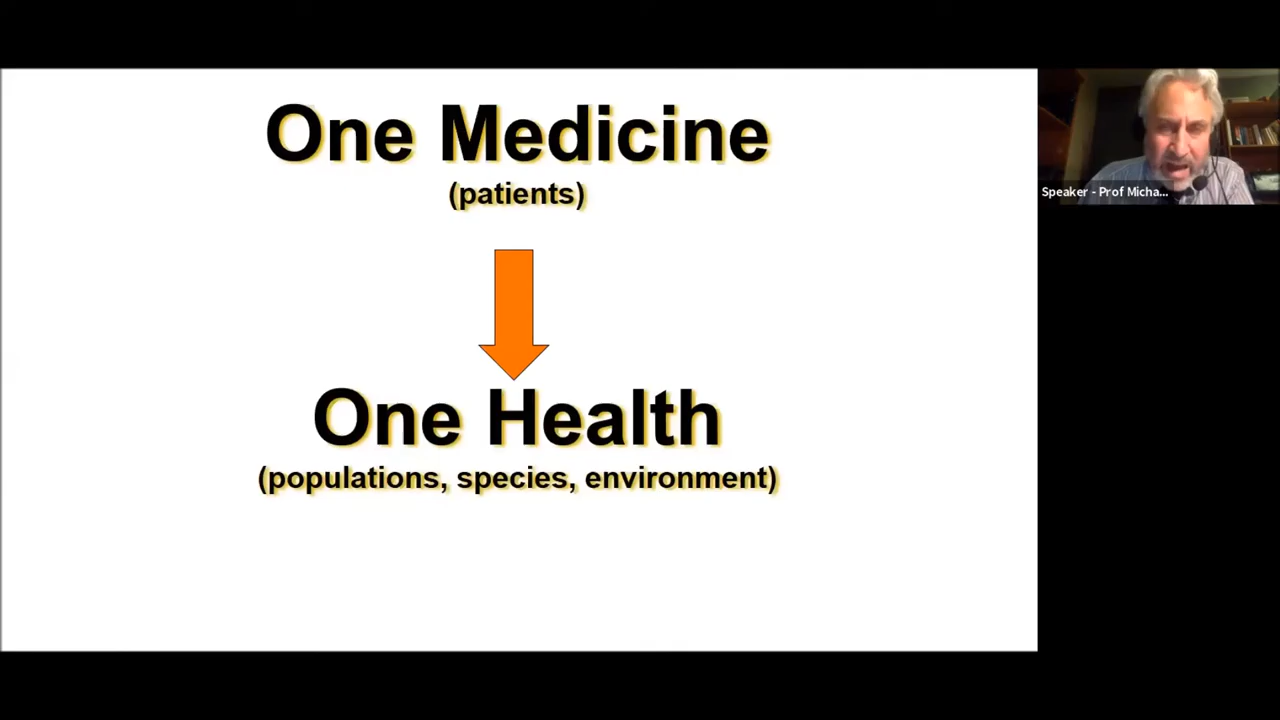 One Medicine
(patients)
One Health
(populations, species, environment)
Speaker - Prof Micha...